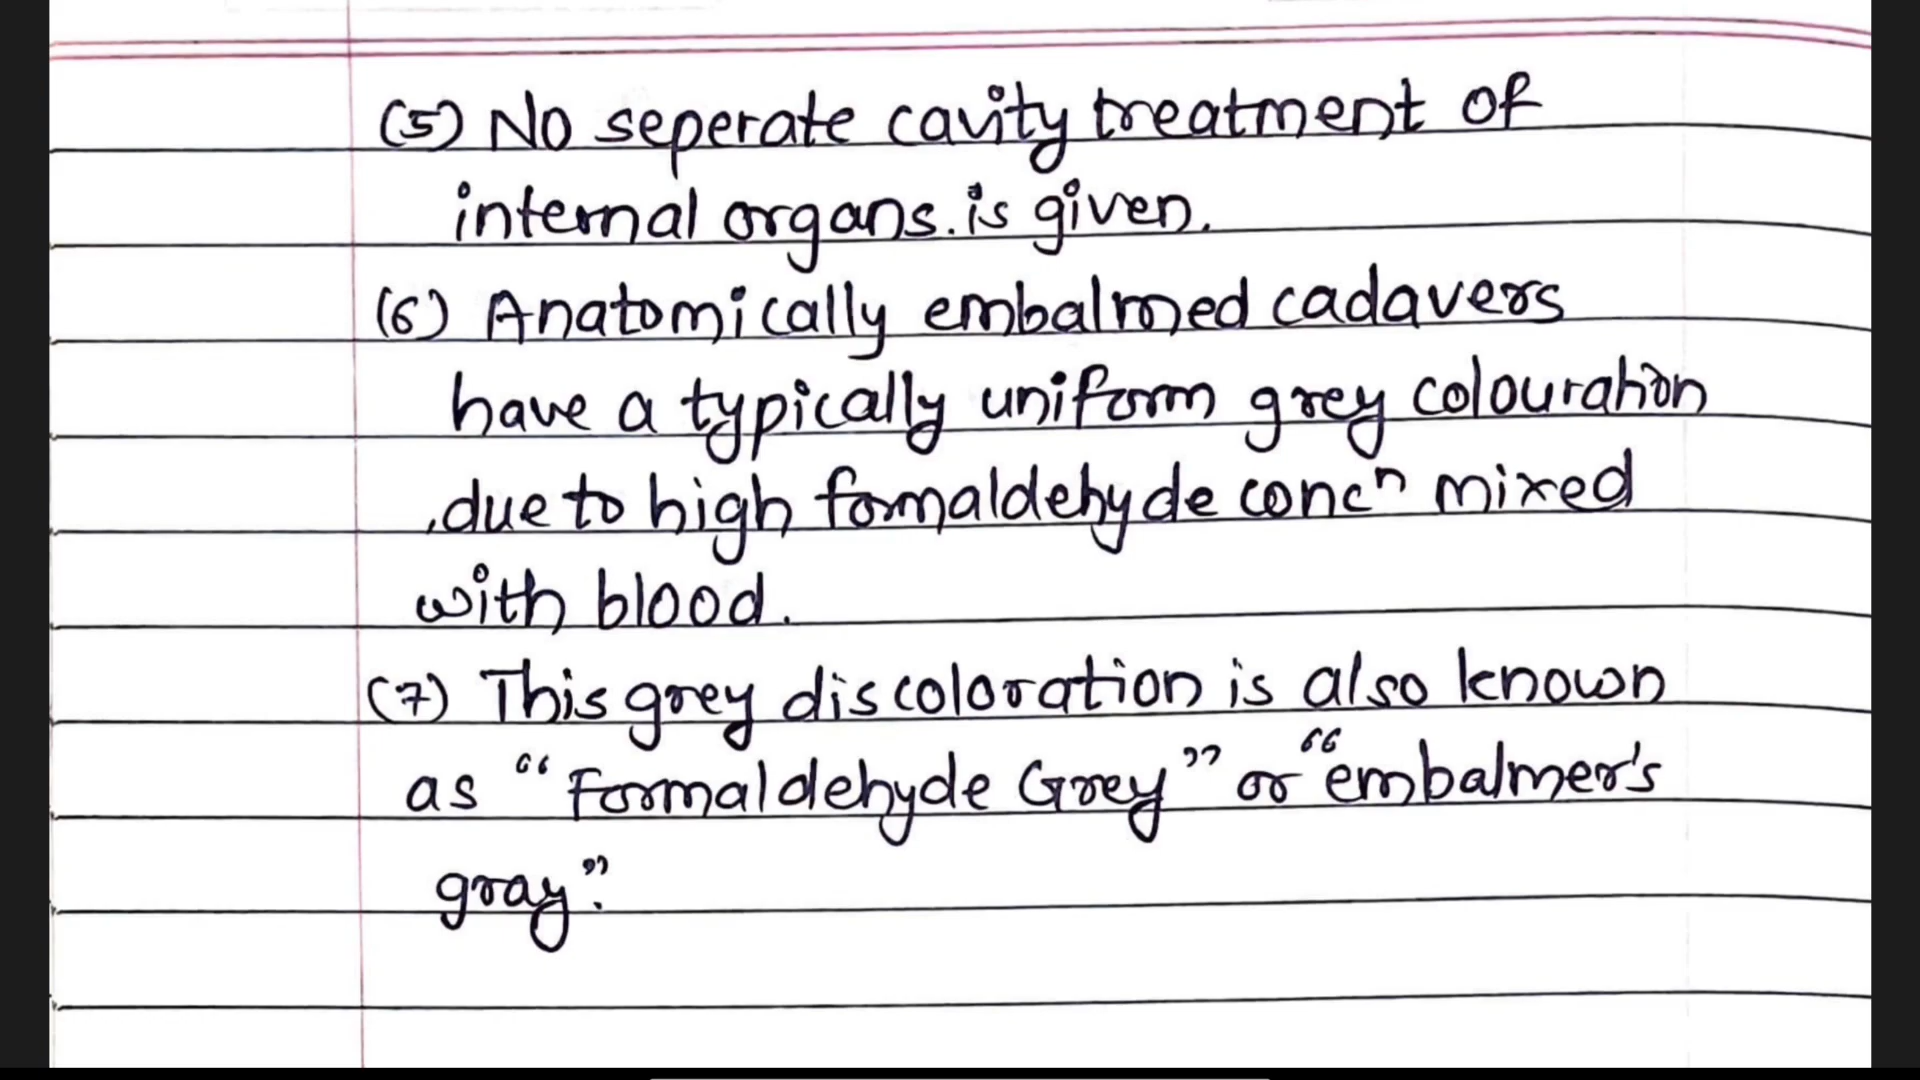 (5) No seperate cavity treatment of
internal organs. is given.
(6) Anatomically embalmed cadavers
have a typically uniform grey colouration
, due to high formaldehyde concⁿ mixed
with blood.
(7) This grey discoloration is also known
as "Formaldehyde Grey" or "embalmer's
gray".